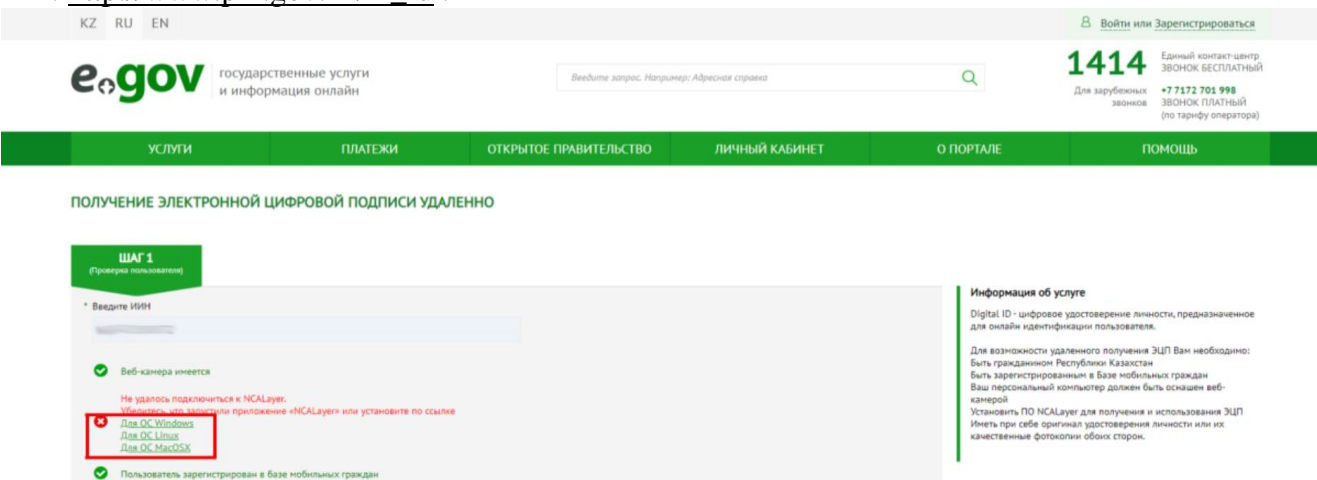 KZ RU EN
Войти или Зарегистрироваться
e.gov
государственные услуги
и информация онлайн
Введите запрос. Например: Адресная справка
1414
Единый контакт-центр
ЗВОНОК БЕСПЛАТНЫЙ
Для зарубежных звонков
+7 7172 701 998
ЗВОНОК ПЛАТНЫЙ
(по тарифу оператора)
УСЛУГИ ПЛАТЕЖИ ОТКРЫТОЕ ПРАВИТЕЛЬСТВО ЛИЧНЫЙ КАБИНЕТ О ПОРТАЛЕ ПОМОЩЬ
ПОЛУЧЕНИЕ ЭЛЕКТРОННОЙ ЦИФРОВОЙ ПОДПИСИ УДАЛЕННО
ШАГ 1
(Проверка пользователя)
* Введите ИИН
Веб-камера имеется
Не удалось подключиться к NCALayer.
Убедитесь, что запустили приложение «NCALayer» или установите по ссылке
Для ОС Windows
Для ОС Linux
Для ОС MacOSX
Пользователь зарегистрирован в базе мобильных граждан
Информация об услуге
Digital ID - цифровое удостоверение личности, предназначенное
для онлайн идентификации пользователя.
Для возможности удаленного получения ЭЦП Вам необходимо:
Быть гражданином Республики Казахстан
Быть зарегистрированным в Базе мобильных граждан
Ваш персональный компьютер должен быть оснашен веб-
камерой
Установить ПО NCALayer для получения и использования ЭЦП
Иметь при себе оригинал удостоверения личности или их
качественные фотокопии обоих сторон.